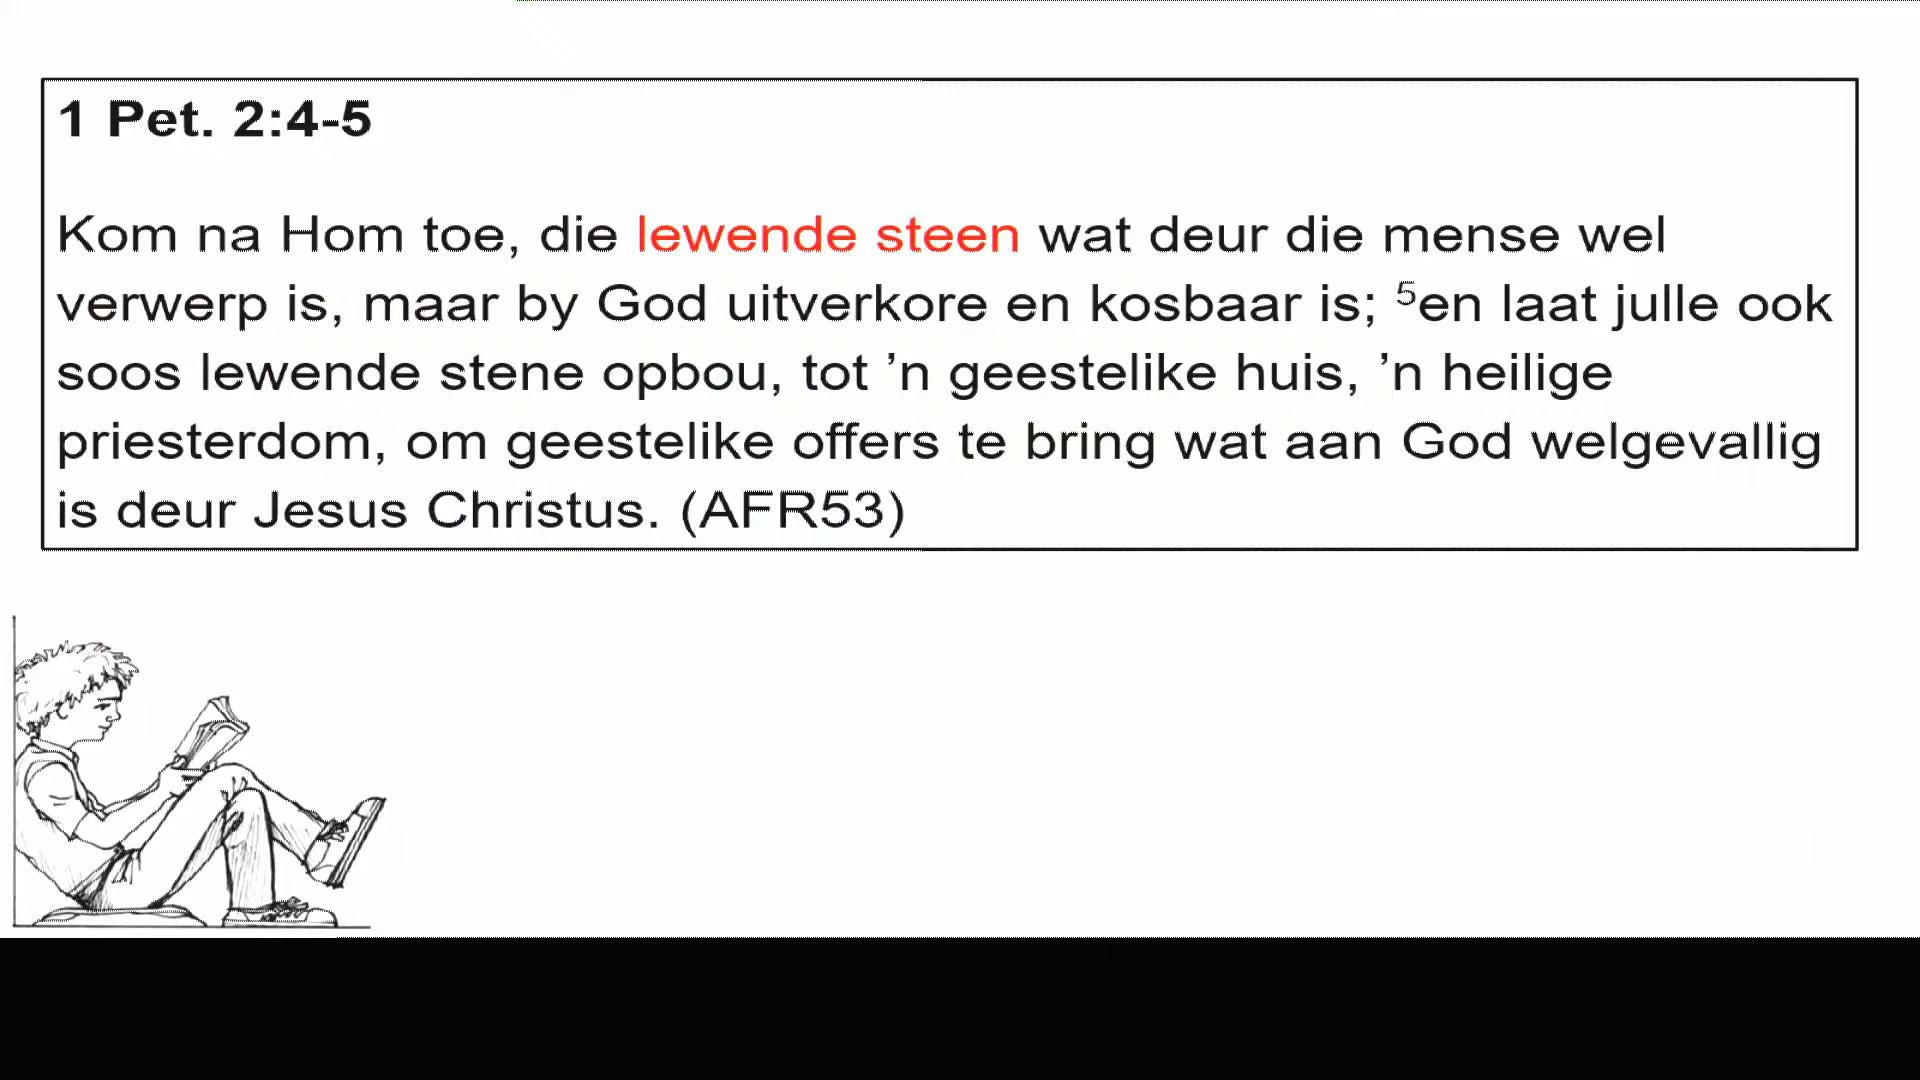 1 Pet. 2:4-5
Kom na Hom toe, die lewende steen wat deur die mense wel
verwerp is, maar by God uitverkore en kosbaar is; ⁵en laat julle ook
soos lewende stene opbou, tot ’n geestelike huis, ’n heilige
priesterdom, om geestelike offers te bring wat aan God welgevallig
is deur Jesus Christus. (AFR53)